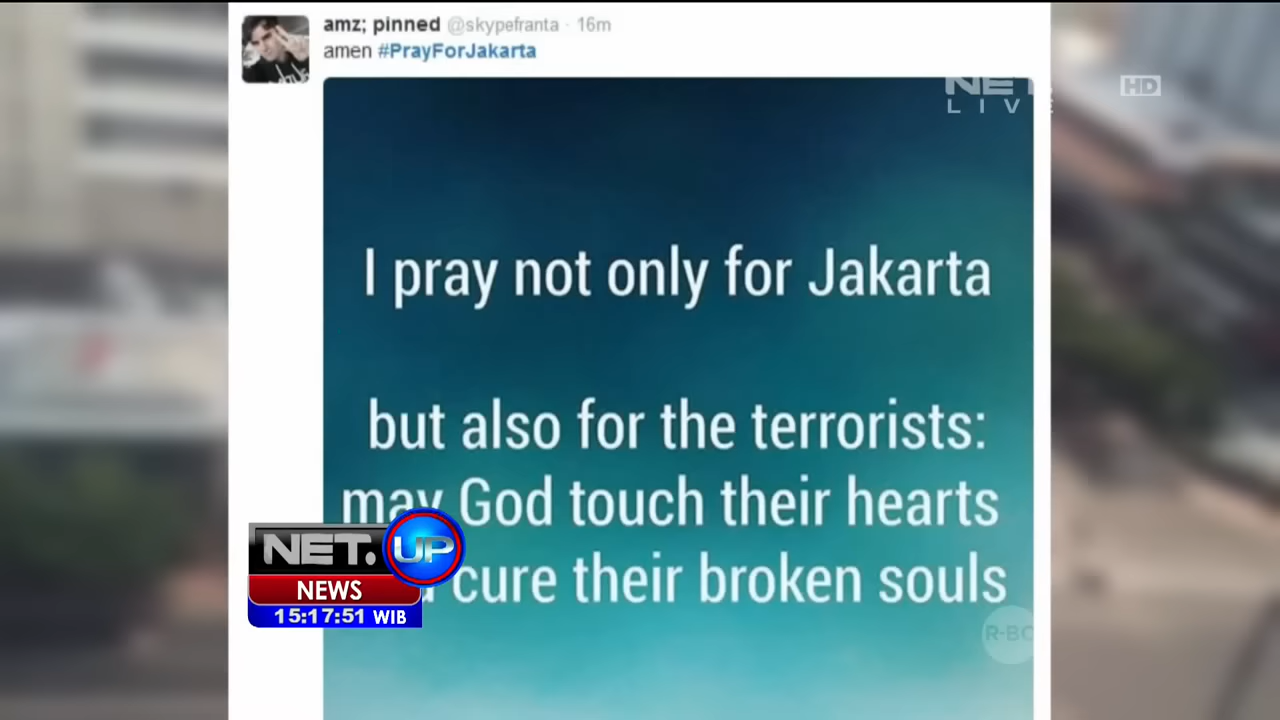 amz; pinned @skypefranta · 16m
amen #PrayForJakarta
NET.
LIVE
HD
I pray not only for Jakarta
but also for the terrorists:
may God touch their hearts
cure their broken souls
NET. UP
NEWS
15:17:51 WIB